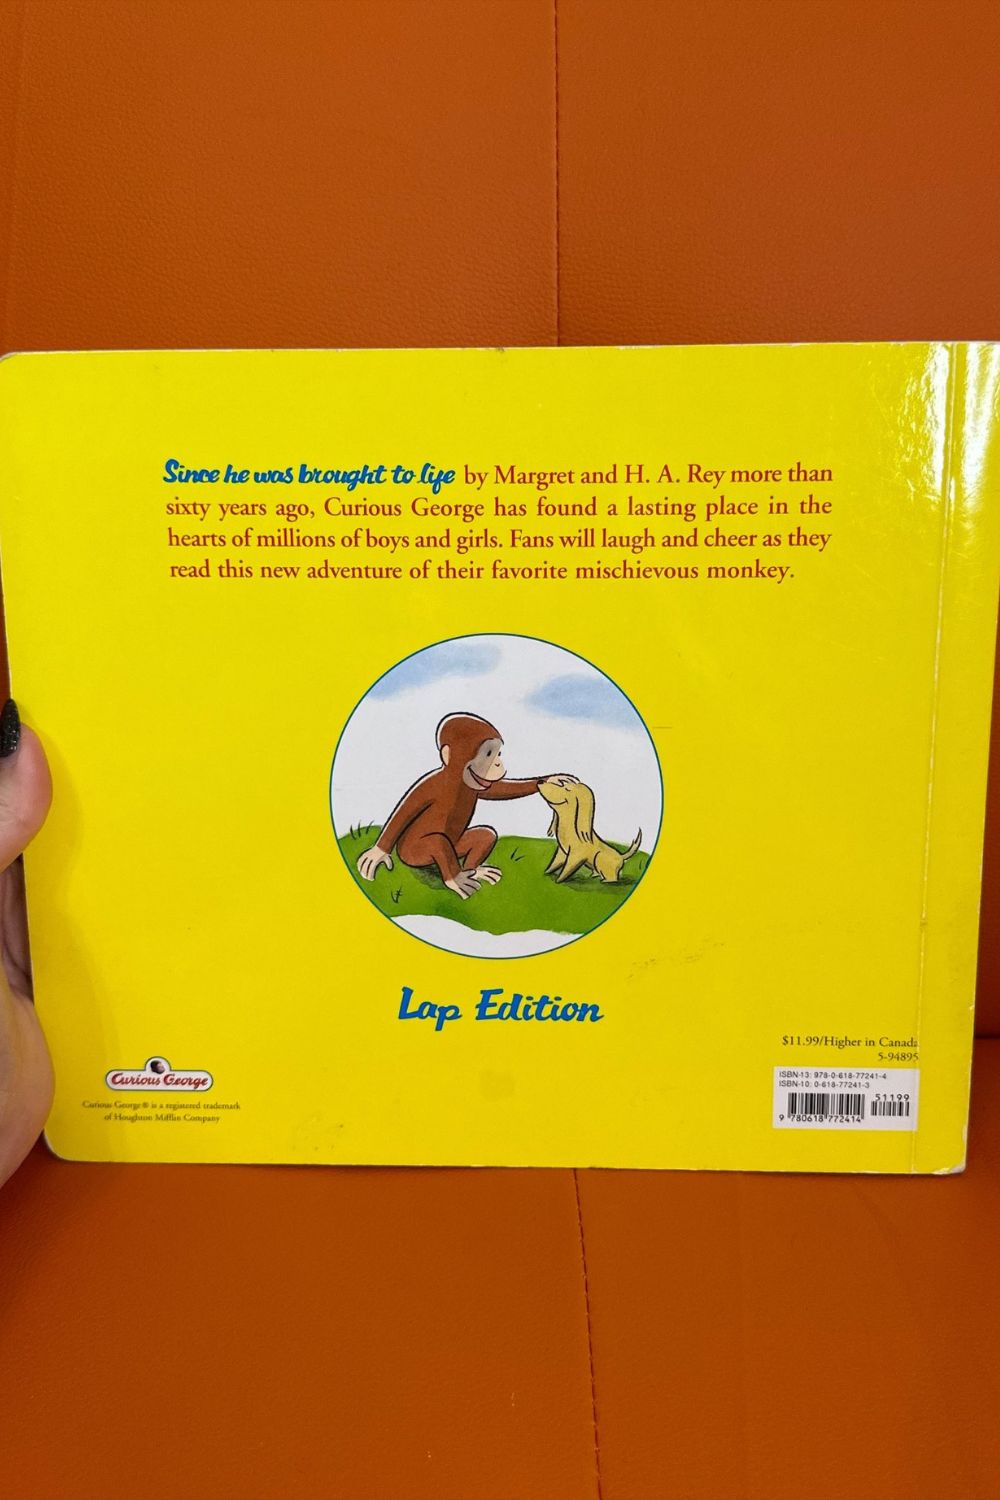 Since he was brought to life by Margret and H. A. Rey more than
sixty years ago, Curious George has found a lasting place in the
hearts of millions of boys and girls. Fans will laugh and cheer as they
read this new adventure of their favorite mischievous monkey.
Lap Edition
$11.99/Higher in Canada
5-94895
ISBN-13: 978-0-618-77241-4
ISBN-10: 0-618-77241-3
51199
9 780618 772414
Curious George
Curious George® is a registered trademark
of Houghton Mifflin Company